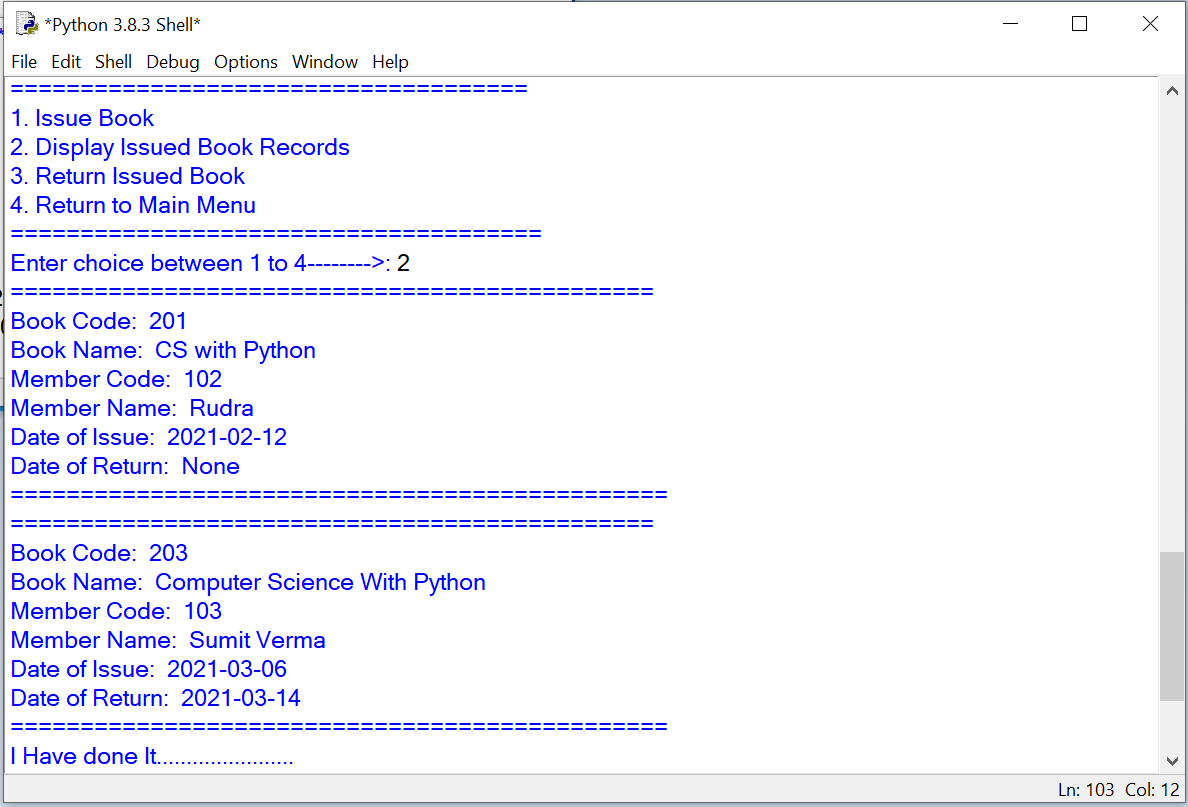 *Python 3.8.3 Shell*
File Edit Shell Debug Options Window Help
=====================================
1. Issue Book
2. Display Issued Book Records
3. Return Issued Book
4. Return to Main Menu
======================================
Enter choice between 1 to 4-------->: 2
==============================================
Book Code:  201
Book Name:  CS with Python
Member Code:  102
Member Name:  Rudra
Date of Issue:  2021-02-12
Date of Return:  None
===============================================
==============================================
Book Code:  203
Book Name:  Computer Science With Python
Member Code:  103
Member Name:  Sumit Verma
Date of Issue:  2021-03-06
Date of Return:  2021-03-14
===============================================
I Have done It.......................
Ln: 103 Col: 12